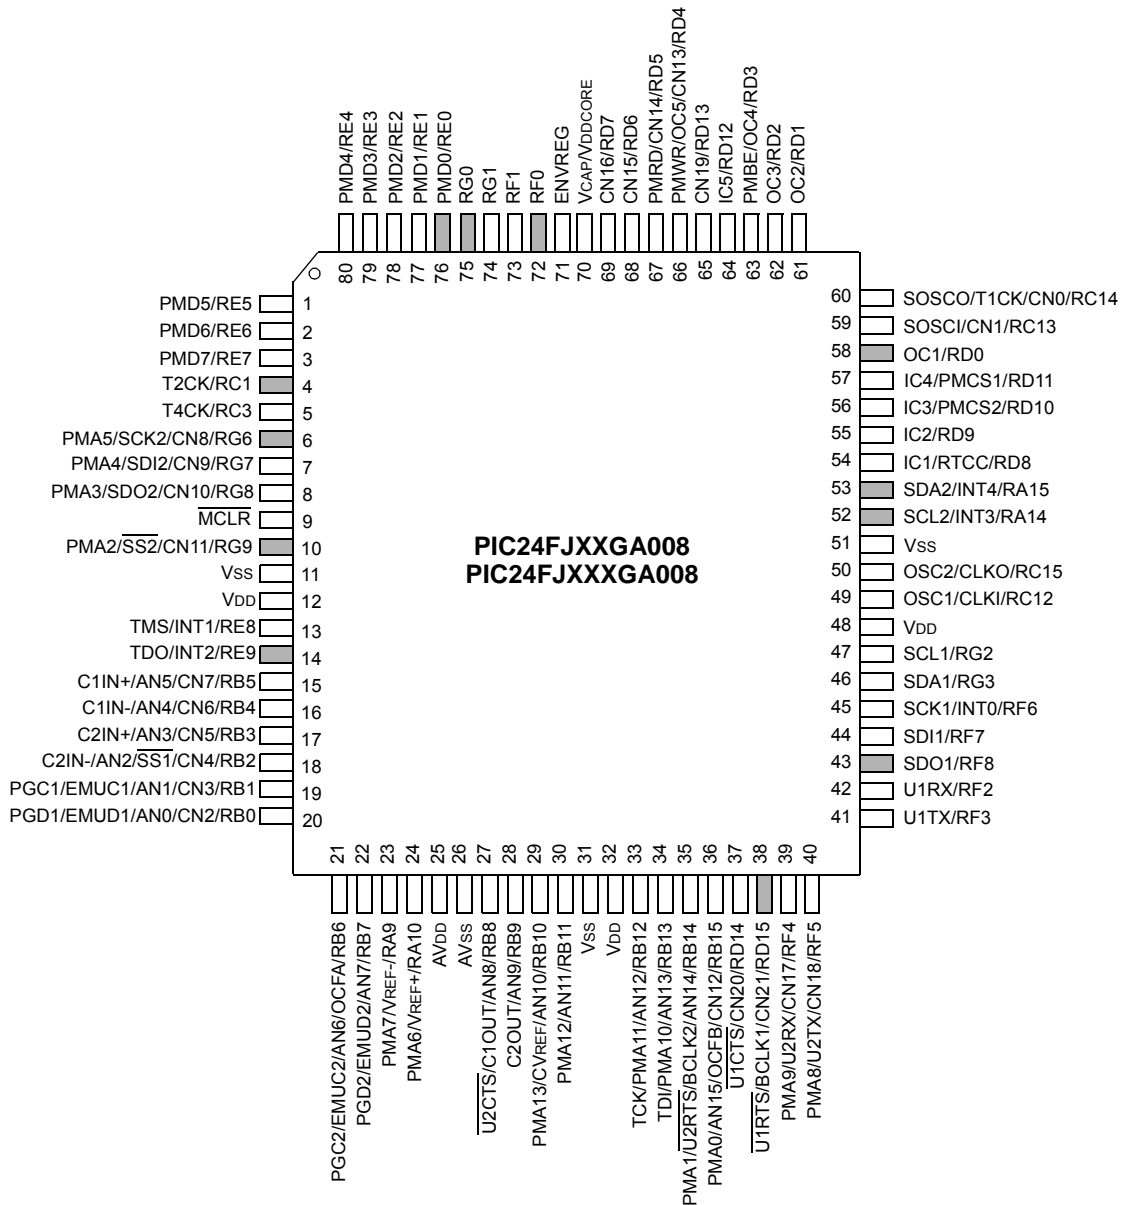 PMD4/RE4
PMD3/RE3
PMD2/RE2
PMD1/RE1
PMD0/RE0
RG0
RG1
RF1
RF0
ENVREG
VCAP/VDDCORE
CN16/RD7
CN15/RD6
PMRD/CN14/RD5
PMWR/OC5/CN13/RD4
CN19/RD13
IC5/RD12
PMBE/OC4/RD3
OC3/RD2
OC2/RD1
80
79
78
77
76
75
74
73
72
71
70
69
68
67
66
65
64
63
62
61
PMD5/RE5 1
PMD6/RE6 2
PMD7/RE7 3
T2CK/RC1 4
T4CK/RC3 5
PMA5/SCK2/CN8/RG6 6
PMA4/SDI2/CN9/RG7 7
PMA3/SDO2/CN10/RG8 8
MCLR 9
PMA2/SS2/CN11/RG9 10
VSS 11
VDD 12
TMS/INT1/RE8 13
TDO/INT2/RE9 14
C1IN+/AN5/CN7/RB5 15
C1IN-/AN4/CN6/RB4 16
C2IN+/AN3/CN5/RB3 17
C2IN-/AN2/SS1/CN4/RB2 18
PGC1/EMUC1/AN1/CN3/RB1 19
PGD1/EMUD1/AN0/CN2/RB0 20
PIC24FJXXGA008
PIC24FJXXXGA008
60 SOSCO/T1CK/CN0/RC14
59 SOSCI/CN1/RC13
58 OC1/RD0
57 IC4/PMCS1/RD11
56 IC3/PMCS2/RD10
55 IC2/RD9
54 IC1/RTCC/RD8
53 SDA2/INT4/RA15
52 SCL2/INT3/RA14
51 VSS
50 OSC2/CLKO/RC15
49 OSC1/CLKI/RC12
48 VDD
47 SCL1/RG2
46 SDA1/RG3
45 SCK1/INT0/RF6
44 SDI1/RF7
43 SDO1/RF8
42 U1RX/RF2
41 U1TX/RF3
21
22
23
24
25
26
27
28
29
30
31
32
33
34
35
36
37
38
39
40
PGC2/EMUC2/AN6/OCFA/RB6
PGD2/EMUD2/AN7/RB7
PMA7/VREF-/RA9
PMA6/VREF+/RA10
AVDD
AVSS
U2CTS/C1OUT/AN8/RB8
C2OUT/AN9/RB9
PMA13/CVREF/AN10/RB10
PMA12/AN11/RB11
VSS
VDD
TCK/PMA11/AN12/RB12
TDI/PMA10/AN13/RB13
PMA1/U2RTS/BCLK2/AN14/RB14
PMA0/AN15/OCFB/CN12/RB15
U1CTS/CN20/RD14
U1RTS/BCLK1/CN21/RD15
PMA9/U2RX/CN17/RF4
PMA8/U2TX/CN18/RF5